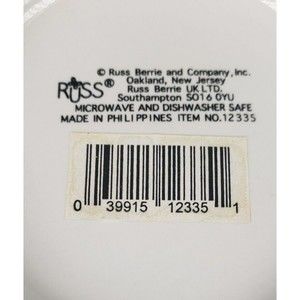 © Russ Berrie and Company, Inc.
Oakland, New Jersey
RUSS®
Russ Berrie UK LTD.
Southampton SO16 0YU
MICROWAVE AND DISHWASHER SAFE
MADE IN PHILIPPINES ITEM NO.12335
0 39915 12335 1